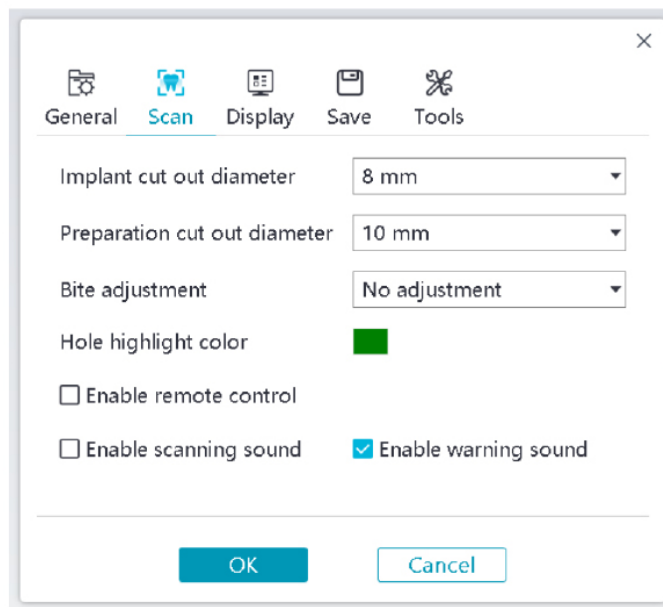 General Scan Display Save Tools
Implant cut out diameter 8 mm
Preparation cut out diameter 10 mm
Bite adjustment No adjustment
Hole highlight color
Enable remote control
Enable scanning sound Enable warning sound
OK Cancel